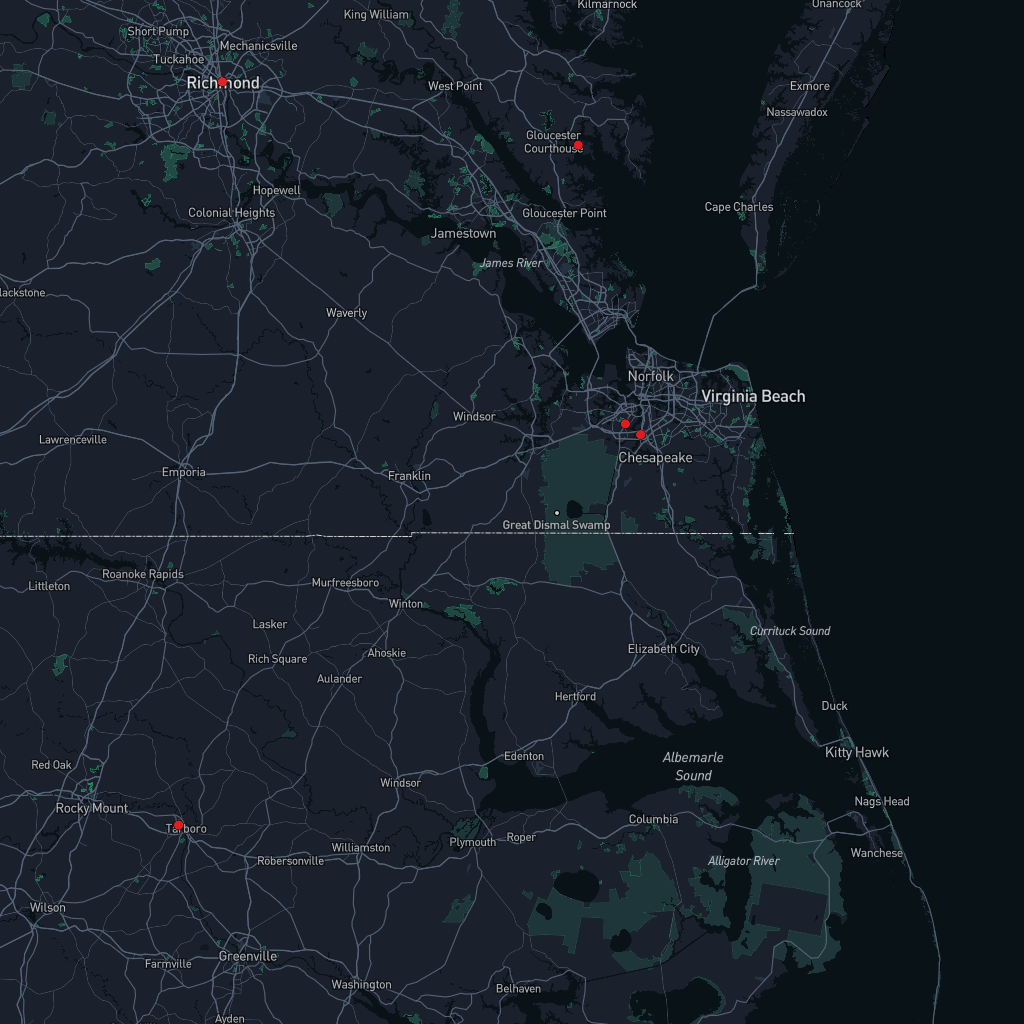 Kilmarnock
Onancock
King William
Short Pump
Mechanicsville
Tuckahoe
Richmond
West Point
Exmore
Nassawadox
Gloucester
Courthouse
Hopewell
Colonial Heights
Cape Charles
Gloucester Point
Jamestown
James River
lackstone
Waverly
Norfolk
Virginia Beach
Windsor
Lawrenceville
Chesapeake
Emporia
Franklin
Great Dismal Swamp
Roanoke Rapids
Littleton
Murfreesboro
Winton
Lasker
Currituck Sound
Elizabeth City
Ahoskie
Rich Square
Aulander
Hertford
Duck
Kitty Hawk
Edenton
Albemarle
Sound
Red Oak
Windsor
Nags Head
Rocky Mount
Tarboro
Columbia
Roper
Plymouth
Williamston
Robersonville
Wanchese
Alligator River
Wilson
Greenville
Farmville
Washington
Belhaven
Ayden